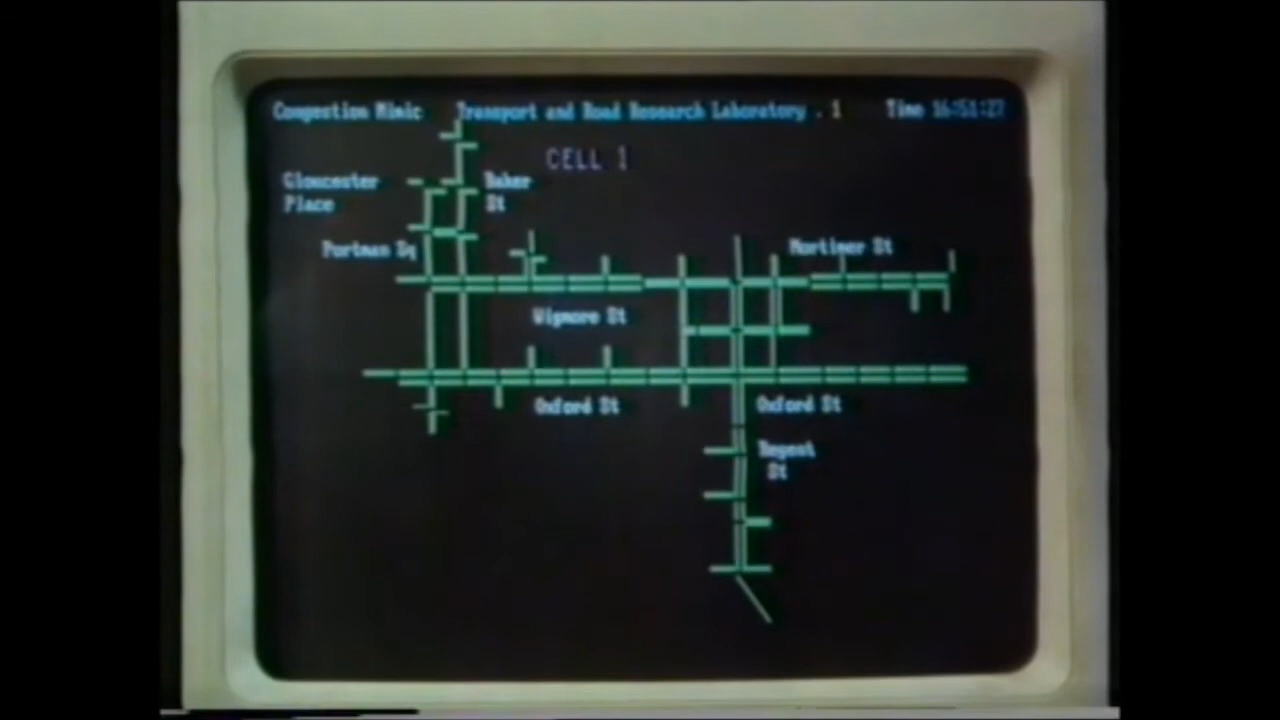 Congestion Mimic Transport and Road Research Laboratory . 1 Time 16:51:27
CELL 1
Gloucester
Place
Baker
St
Portman Sq
Mortimer St
Wigmore St
Oxford St
Oxford St
Regent
St